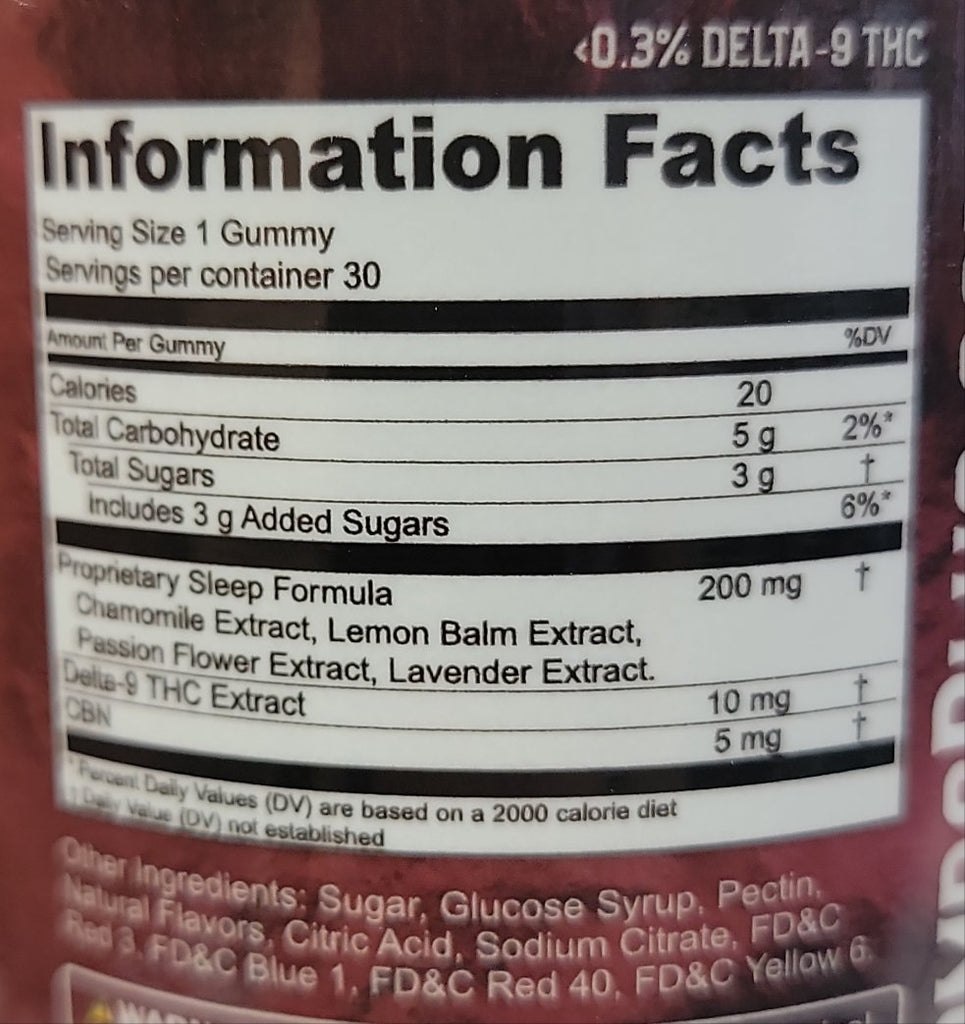 <0.3% DELTA-9 THC
Information Facts
Serving Size 1 Gummy
Servings per container 30
Amount Per Gummy %DV
Calories 20
Total Carbohydrate 5 g 2%*
Total Sugars 3 g †
Includes 3 g Added Sugars 6%*
Proprietary Sleep Formula 200 mg †
Chamomile Extract, Lemon Balm Extract,
Passion Flower Extract, Lavender Extract.
Delta-9 THC Extract 10 mg †
CBN 5 mg †
* Percent Daily Values (DV) are based on a 2000 calorie diet
† Daily Value (DV) not established
Other Ingredients: Sugar, Glucose Syrup, Pectin,
Natural Flavors, Citric Acid, Sodium Citrate, FD&C
Red 3, FD&C Blue 1, FD&C Red 40, FD&C Yellow 6.